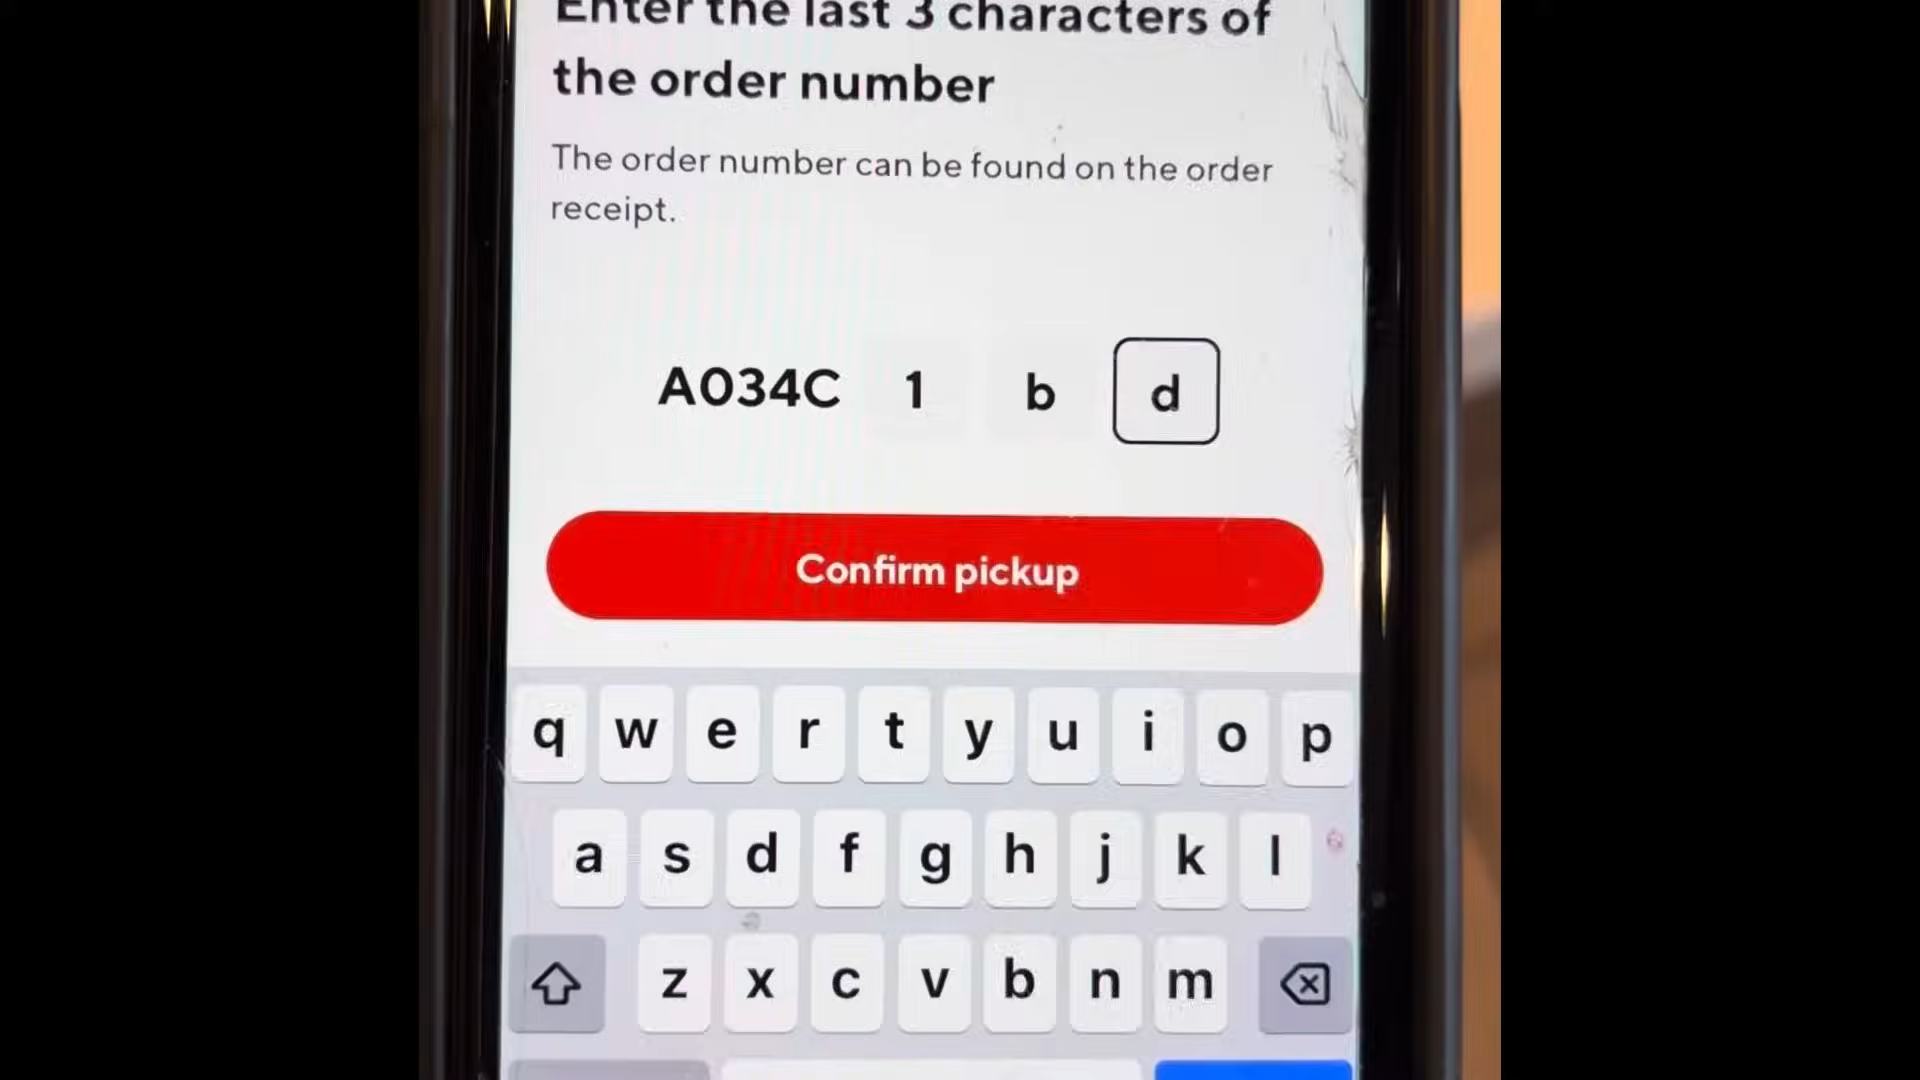 Enter the last 3 characters of
the order number
The order number can be found on the order
receipt.
A034C 1 b d
Confirm pickup
q w e r t y u i o p
a s d f g h j k l
z x c v b n m